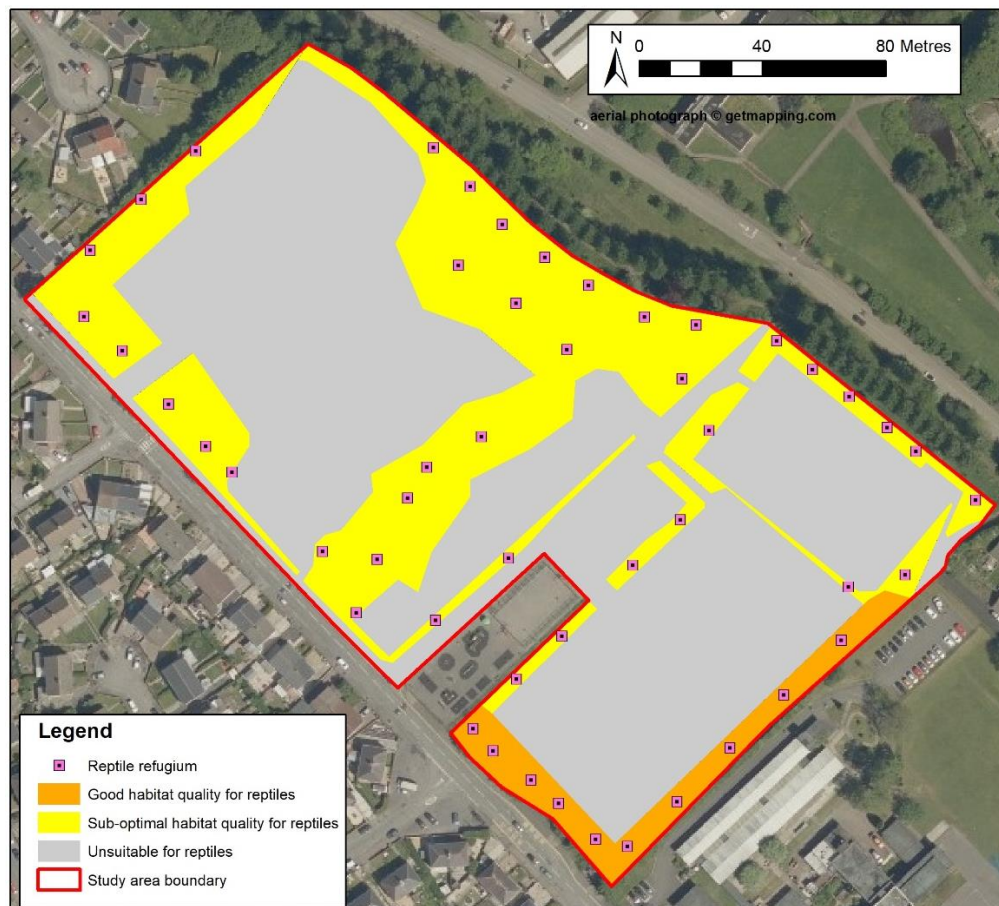 N
0 40 80 Metres
aerial photograph © getmapping.com
Legend
Reptile refugium
Good habitat quality for reptiles
Sub-optimal habitat quality for reptiles
Unsuitable for reptiles
Study area boundary